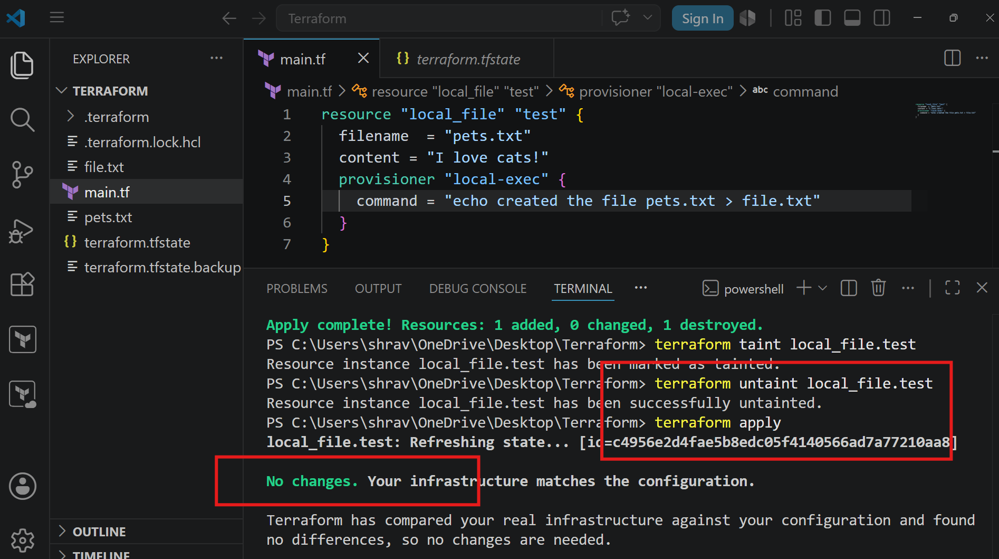 Terraform
Sign In
EXPLORER
TERRAFORM
.terraform
.terraform.lock.hcl
file.txt
main.tf
pets.txt
{} terraform.tfstate
terraform.tfstate.backup
OUTLINE
TIMELINE
main.tf
{} terraform.tfstate
main.tf > resource "local_file" "test" > provisioner "local-exec" > abc command
1 resource "local_file" "test" {
2 filename  = "pets.txt"
3 content = "I love cats!"
4 provisioner "local-exec" {
5 command = "echo created the file pets.txt > file.txt"
6 }
7 }
PROBLEMS OUTPUT DEBUG CONSOLE TERMINAL
powershell
Apply complete! Resources: 1 added, 0 changed, 1 destroyed.
PS C:\Users\shrav\OneDrive\Desktop\Terraform> terraform taint local_file.test
Resource instance local_file.test has been marked as tainted.
PS C:\Users\shrav\OneDrive\Desktop\Terraform> terraform untaint local_file.test
Resource instance local_file.test has been successfully untainted.
PS C:\Users\shrav\OneDrive\Desktop\Terraform> terraform apply
local_file.test: Refreshing state... [id=c4956e2d4fae5b8edc05f4140566ad7a77210aa8]
No changes. Your infrastructure matches the configuration.
Terraform has compared your real infrastructure against your configuration and found
no differences, so no changes are needed.